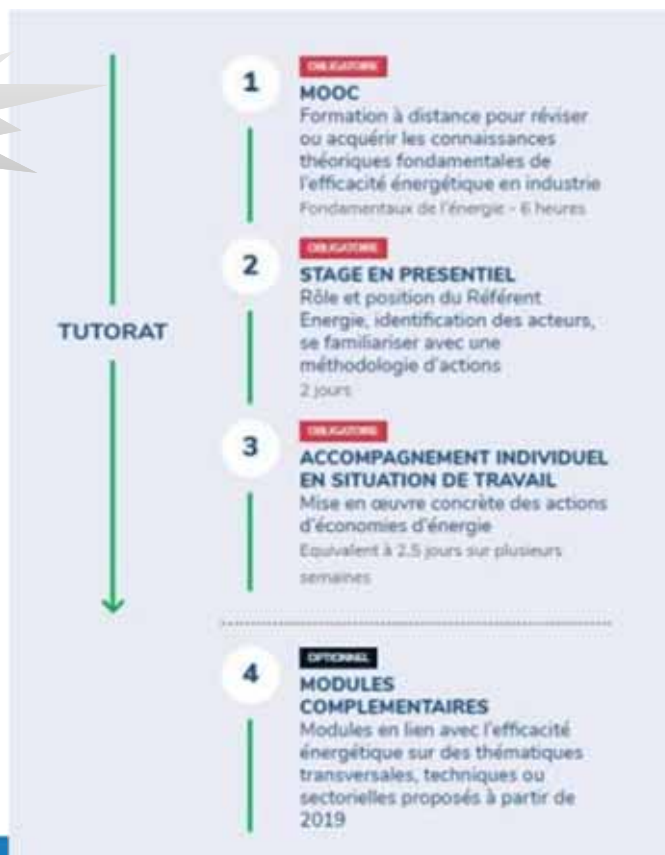 1
OBLIGATOIRE
MOOC
Formation à distance pour réviser
ou acquérir les connaissances
théoriques fondamentales de
l'efficacité énergétique en industrie
Fondamentaux de l'énergie - 6 heures
2
OBLIGATOIRE
STAGE EN PRESENTIEL
Rôle et position du Référent
Energie, identification des acteurs,
se familiariser avec une
méthodologie d'actions
2 jours
TUTORAT
3
OBLIGATOIRE
ACCOMPAGNEMENT INDIVIDUEL
EN SITUATION DE TRAVAIL
Mise en œuvre concrète des actions
d'économies d'énergie
Equivalent à 2.5 jours sur plusieurs
semaines
4
OPTIONNEL
MODULES
COMPLEMENTAIRES
Modules en lien avec l'efficacité
énergétique sur des thématiques
transversales, techniques ou
sectorielles proposés à partir de
2019